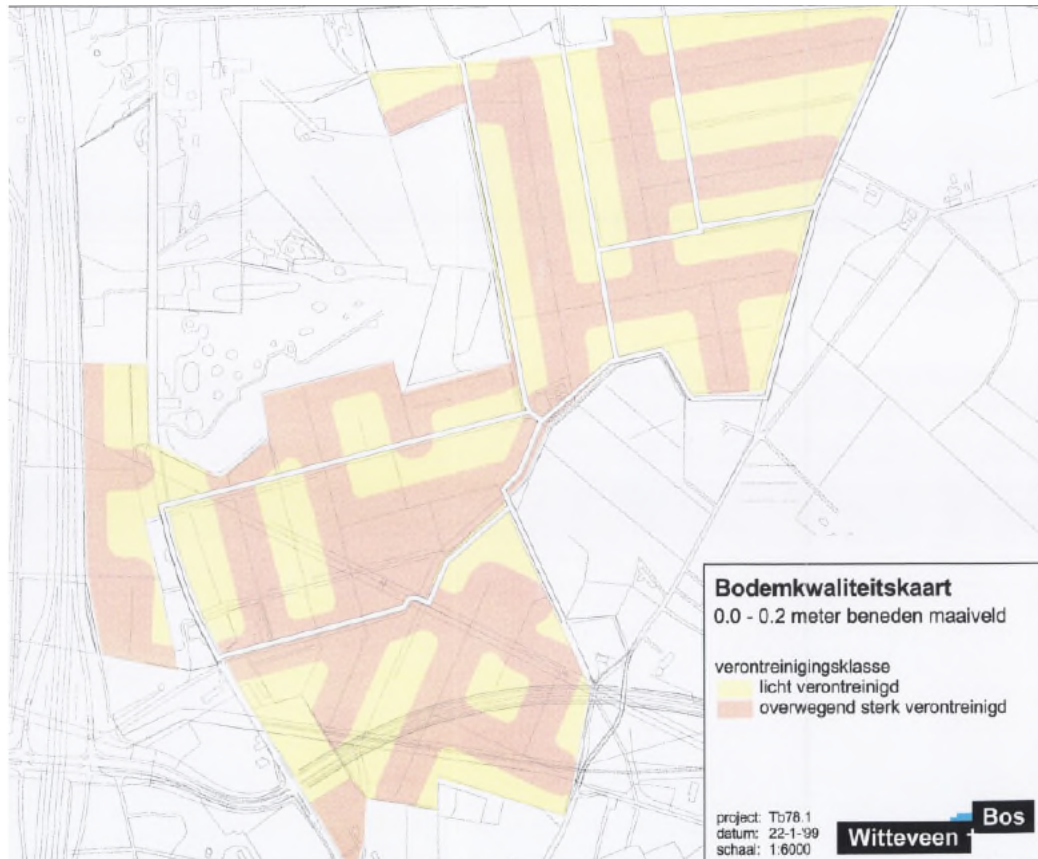 Bodemkwaliteitskaart
0.0 - 0.2 meter beneden maaiveld
verontreinigingsklasse
licht verontreinigd
overwegend sterk verontreinigd
project: Tb78.1
datum: 22-1-'99
schaal: 1:6000
Witteveen + Bos